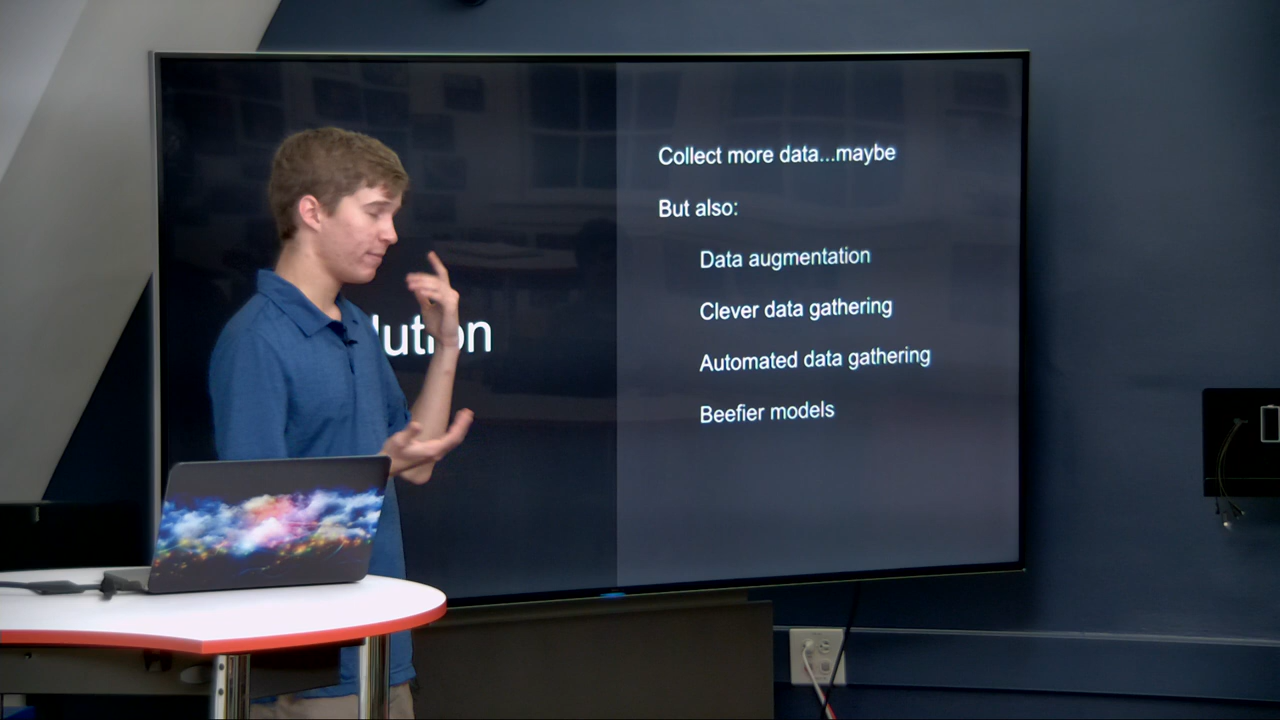 lution
Collect more data...maybe
But also:
Data augmentation
Clever data gathering
Automated data gathering
Beefier models